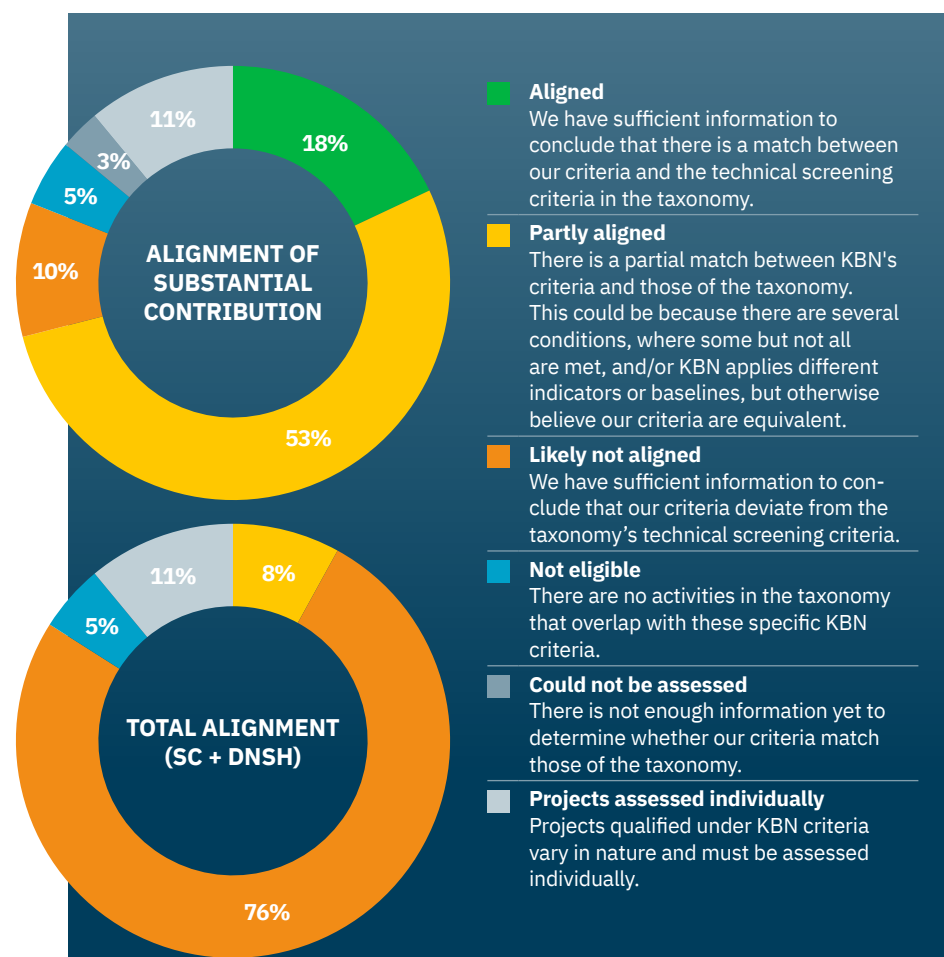 11%
18%
3%
5%
10%
53%
ALIGNMENT OF
SUBSTANTIAL
CONTRIBUTION
11%
8%
5%
76%
TOTAL ALIGNMENT
(SC + DNSH)
Aligned
We have sufficient information to
conclude that there is a match between
our criteria and the technical screening
criteria in the taxonomy.
Partly aligned
There is a partial match between KBN's
criteria and those of the taxonomy.
This could be because there are several
conditions, where some but not all
are met, and/or KBN applies different
indicators or baselines, but otherwise
believe our criteria are equivalent.
Likely not aligned
We have sufficient information to con-
clude that our criteria deviate from the
taxonomy’s technical screening criteria.
Not eligible
There are no activities in the taxonomy
that overlap with these specific KBN
criteria.
Could not be assessed
There is not enough information yet to
determine whether our criteria match
those of the taxonomy.
Projects assessed individually
Projects qualified under KBN criteria
vary in nature and must be assessed
individually.